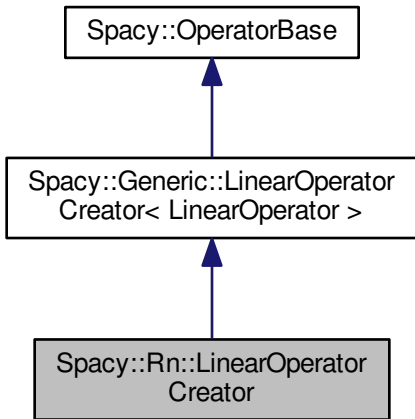 Spacy::OperatorBase
Spacy::Generic::LinearOperator
Creator< LinearOperator >
Spacy::Rn::LinearOperator
Creator